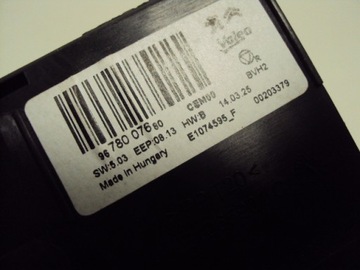 Valeo
R
BVH2
96 780 076 80
CBM00
SW:5.03 EEP:08.13 HW:B 14.03.25
Made in Hungary E1074595_F 00203379